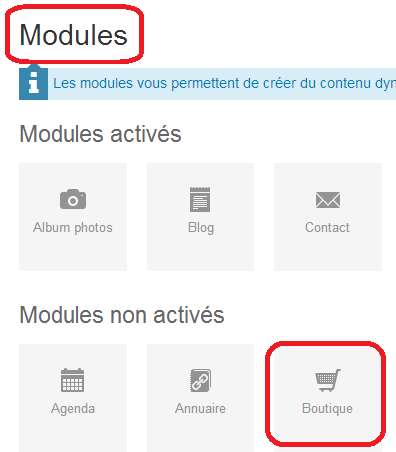 Modules
Les modules vous permettent de créer du contenu dyn
Modules activés
Album photos
Blog
Contact
Modules non activés
Agenda
Annuaire
Boutique